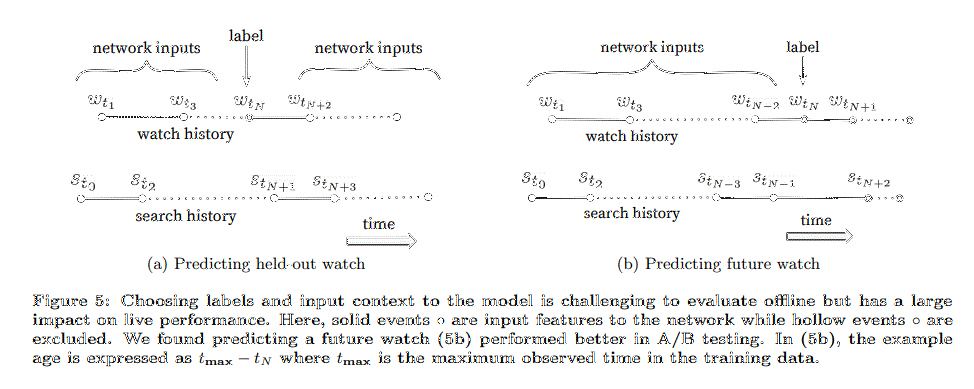 label
network inputs network inputs
w_{t_1} w_{t_3} w_{t_N} w_{t_{N+2}}
watch history
s_{t_0} s_{t_2} s_{t_{N+1}} s_{t_{N+3}}
search history
time
(a) Predicting held-out watch
network inputs label
w_{t_1} w_{t_3} w_{t_{N-2}} w_{t_N} w_{t_{N+1}}
watch history
s_{t_0} s_{t_2} s_{t_{N-3}} s_{t_{N-1}} s_{t_{N+2}}
search history
time
(b) Predicting future watch
Figure 5: Choosing labels and input context to the model is challenging to evaluate offline but has a large
impact on live performance. Here, solid events ∘ are input features to the network while hollow events ∘ are
excluded. We found predicting a future watch (5b) performed better in A/B testing. In (5b), the example
age is expressed as t_{max} − t_N where t_{max} is the maximum observed time in the training data.